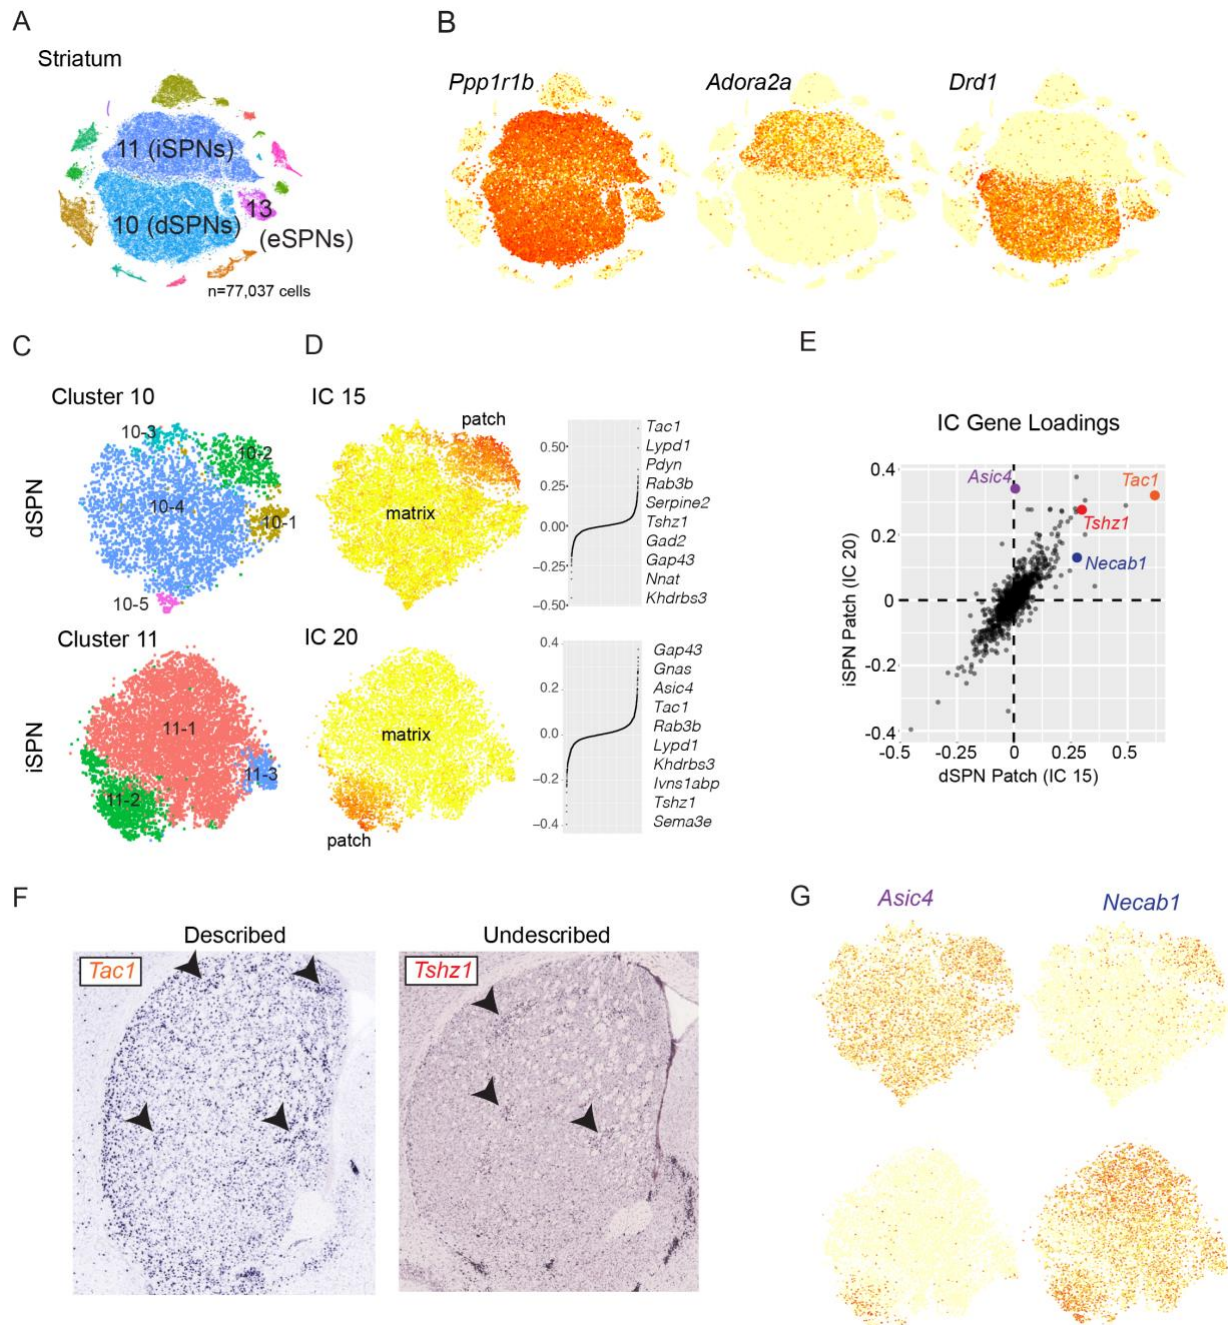 A
Striatum
11 (iSPNs)
10 (dSPNs)
13
(eSPNs)
n=77,037 cells
B
Ppp1r1b
Adora2a
Drd1
C
dSPN
Cluster 10
10-3
10-2
10-4
10-1
10-5
iSPN
Cluster 11
11-1
11-3
11-2
D
IC 15
patch
matrix
0.50
0.25
0.00
−0.25
−0.50
Tac1
Lypd1
Pdyn
Rab3b
Serpine2
Tshz1
Gad2
Gap43
Nnat
Khdrbs3
IC 20
matrix
patch
0.4
0.2
0.0
−0.2
−0.4
Gap43
Gnas
Asic4
Tac1
Rab3b
Lypd1
Khdrbs3
Ivns1abp
Tshz1
Sema3e
E
IC Gene Loadings
iSPN Patch (IC 20)
0.4
0.2
0
-0.2
-0.4
Asic4
Tac1
Tshz1
Necab1
-0.5 -0.25 0 0.25 0.5
dSPN Patch (IC 15)
F
Described
Tac1
Undescribed
Tshz1
G
Asic4
Necab1